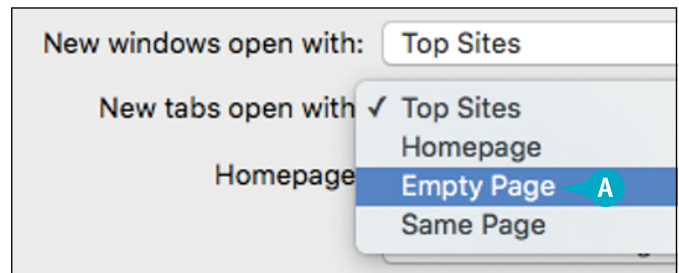 New windows open with: Top Sites
New tabs open with ✓ Top Sites
Homepage
Homepage
Empty Page A
Same Page